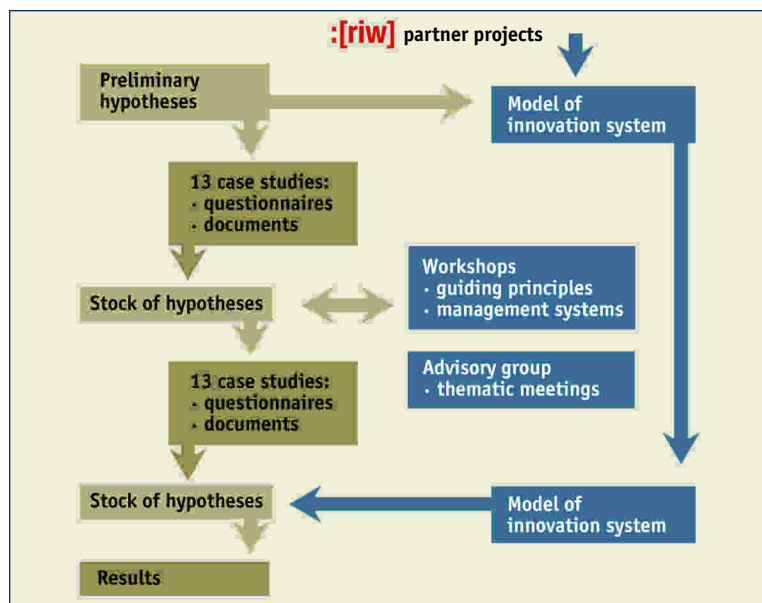 :[riw] partner projects
Preliminary
hypotheses
Model of
innovation system
13 case studies:
· questionnaires
· documents
Stock of hypotheses
Workshops
· guiding principles
· management systems
Advisory group
· thematic meetings
13 case studies:
· questionnaires
· documents
Stock of hypotheses
Model of
innovation system
Results